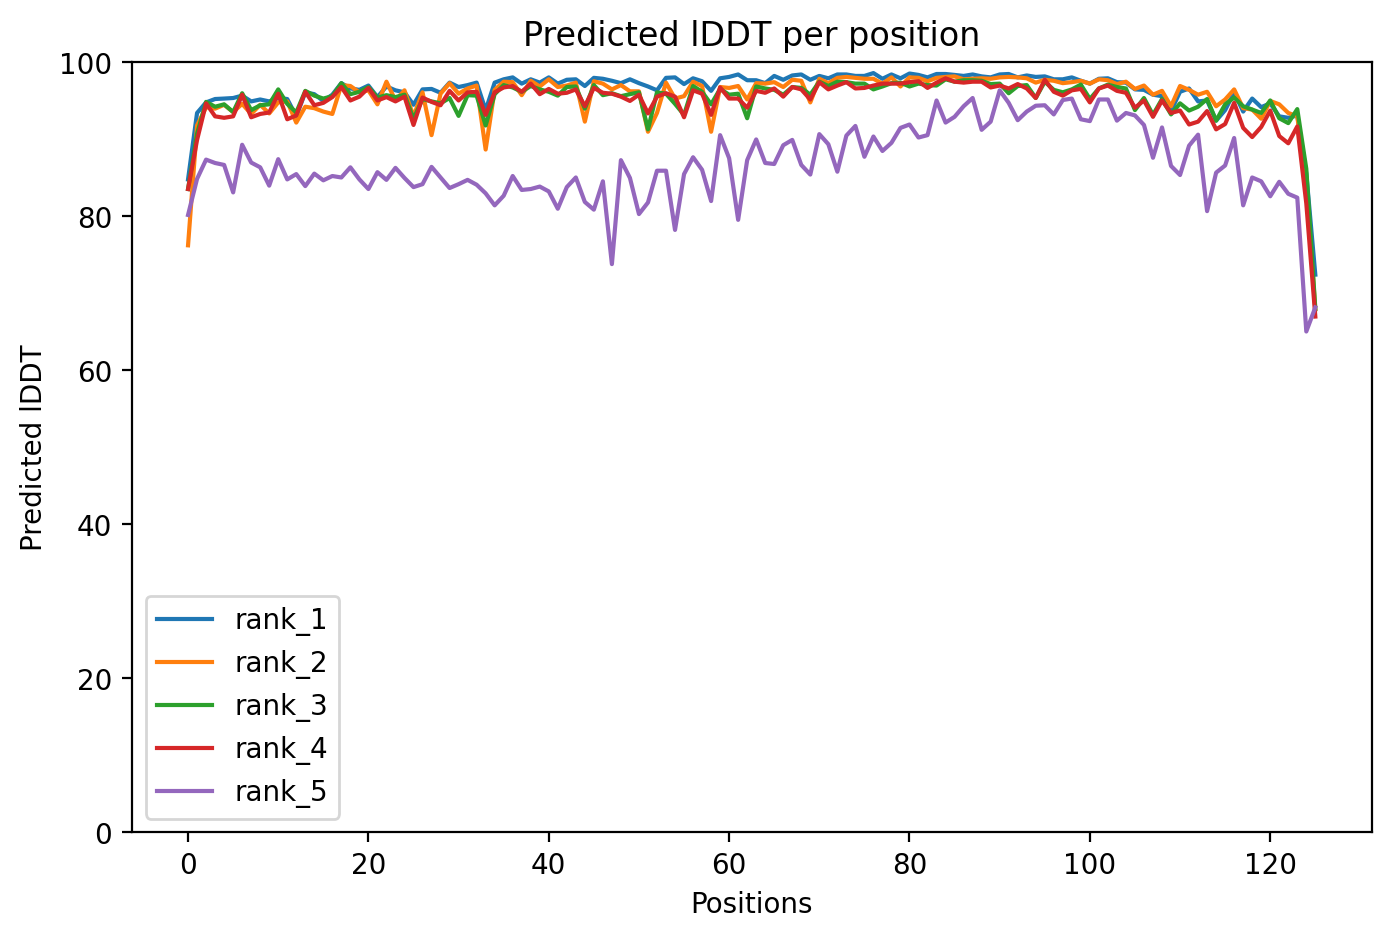 Predicted lDDT per position
100
80
60
40
20
0
Predicted lDDT
rank_1
rank_2
rank_3
rank_4
rank_5
0 20 40 60 80 100 120
Positions